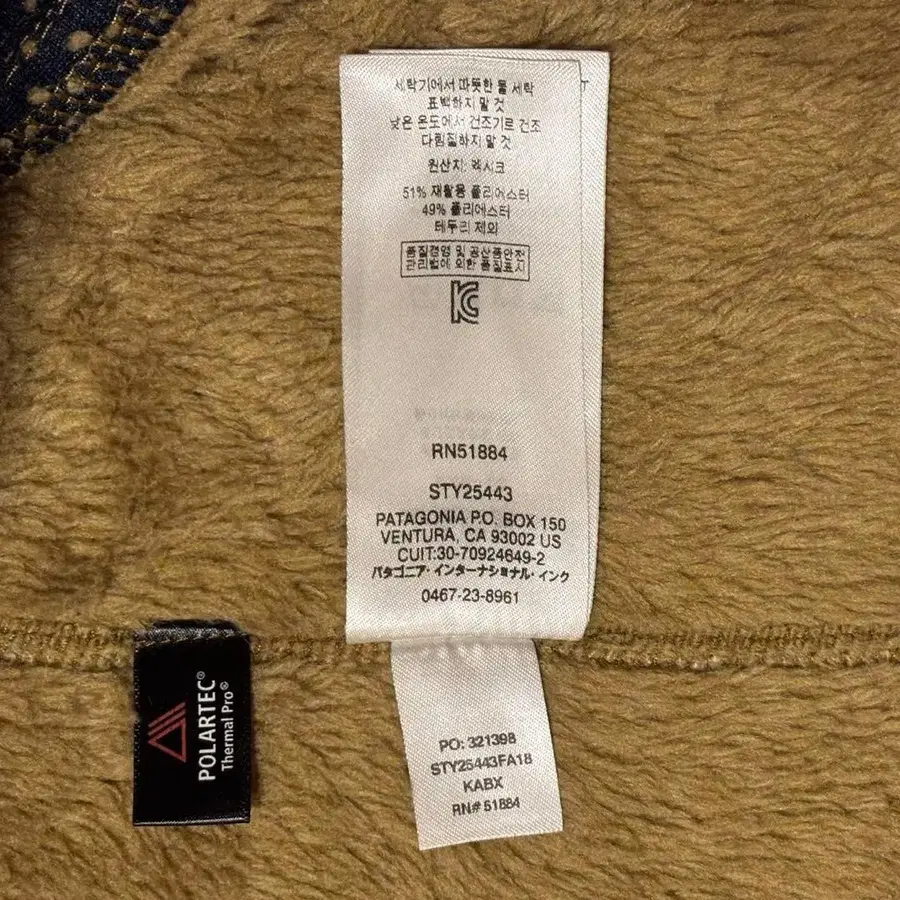 세탁기에서 따뜻한 물 세탁
표백하지 말 것
낮은 온도에서 건조기로 건조
다림질하지 말 것
원산지: 멕시코
51% 재활용 폴리에스터
49% 폴리에스터
테두리 제외
품질경영 및 공산품안전
관리법에 의한 품질표시
RN51884
STY25443
PATAGONIA P.O. BOX 150
VENTURA, CA 93002 US
CUIT:30-70924649-2
パタゴニア・インターナショナル・インク
0467-23-8961
POLARTEC®
Thermal Pro®
PO: 321398
STY25443FA18
KABX
RN# 51884